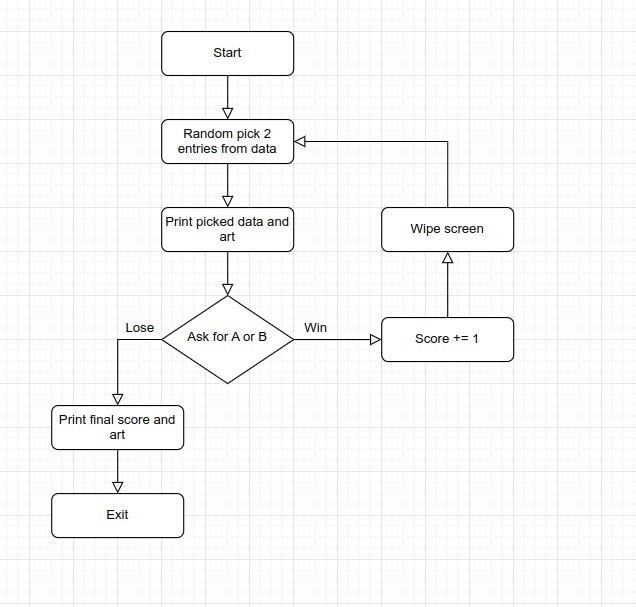 Start
Random pick 2
entries from data
Print picked data and
art
Wipe screen
Lose
Ask for A or B
Win
Score += 1
Print final score and
art
Exit